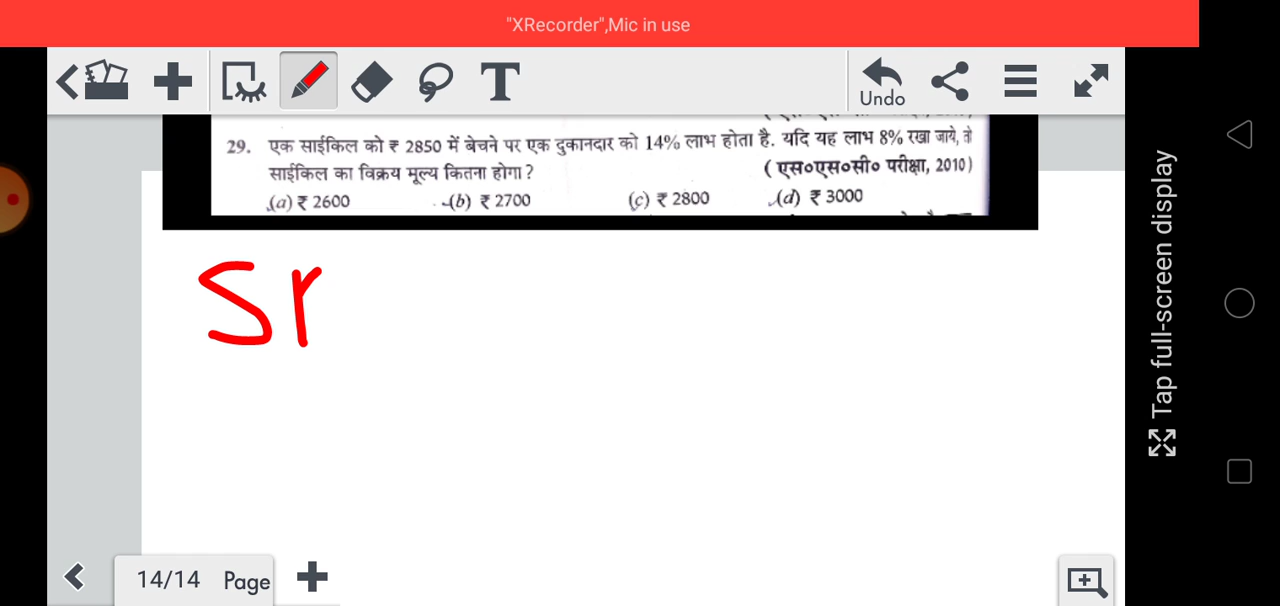 "XRecorder",Mic in use
T
Undo
29. एक साईकिल को ₹ 2850 में बेचने पर एक दुकानदार को 14% लाभ होता है. यदि यह लाभ 8% रखा जाये, तो
साईकिल का विक्रय मूल्य कितना होगा ?
( एस०एस०सी० परीक्षा, 2010)
(a) ₹ 2600 (b) ₹ 2700 (c) ₹ 2800 (d) ₹ 3000
Sr
14/14 Page
Tap full-screen display